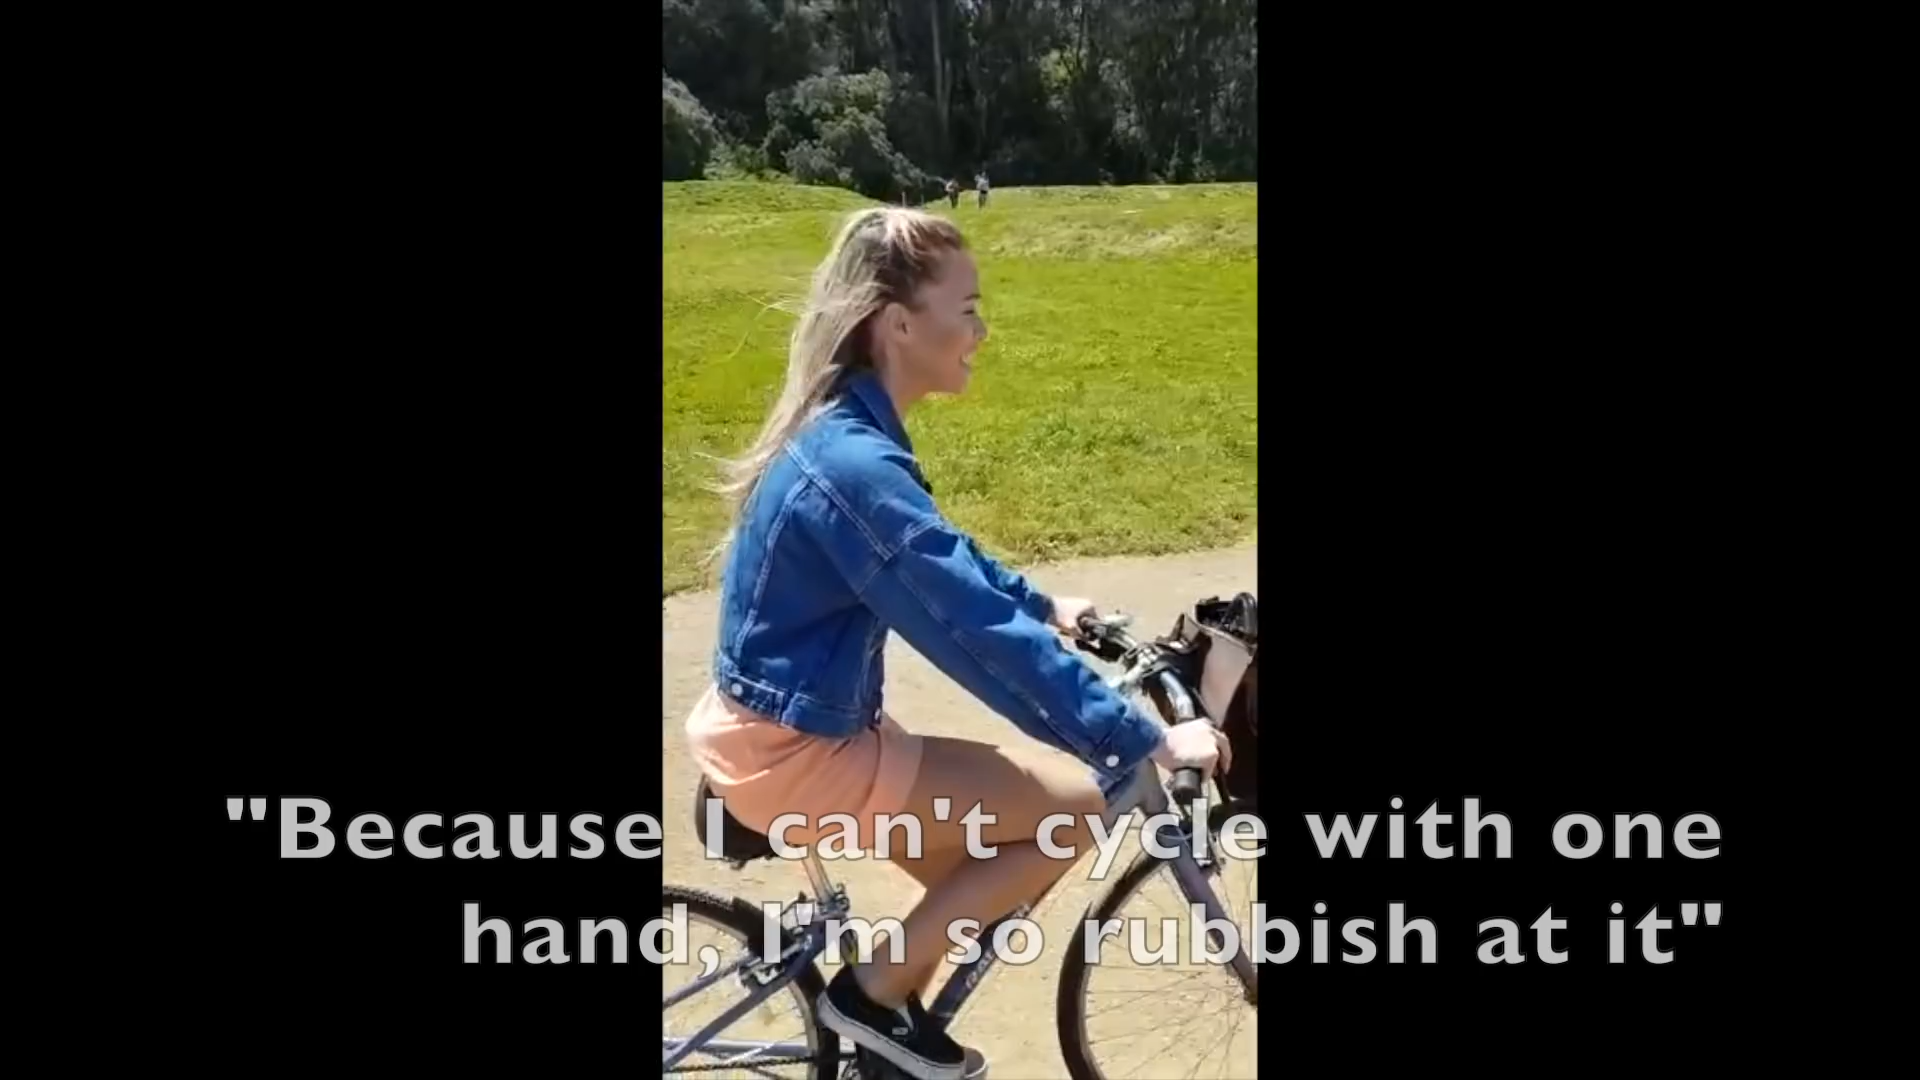 "Because I can't cycle with one
hand, I'm so rubbish at it"